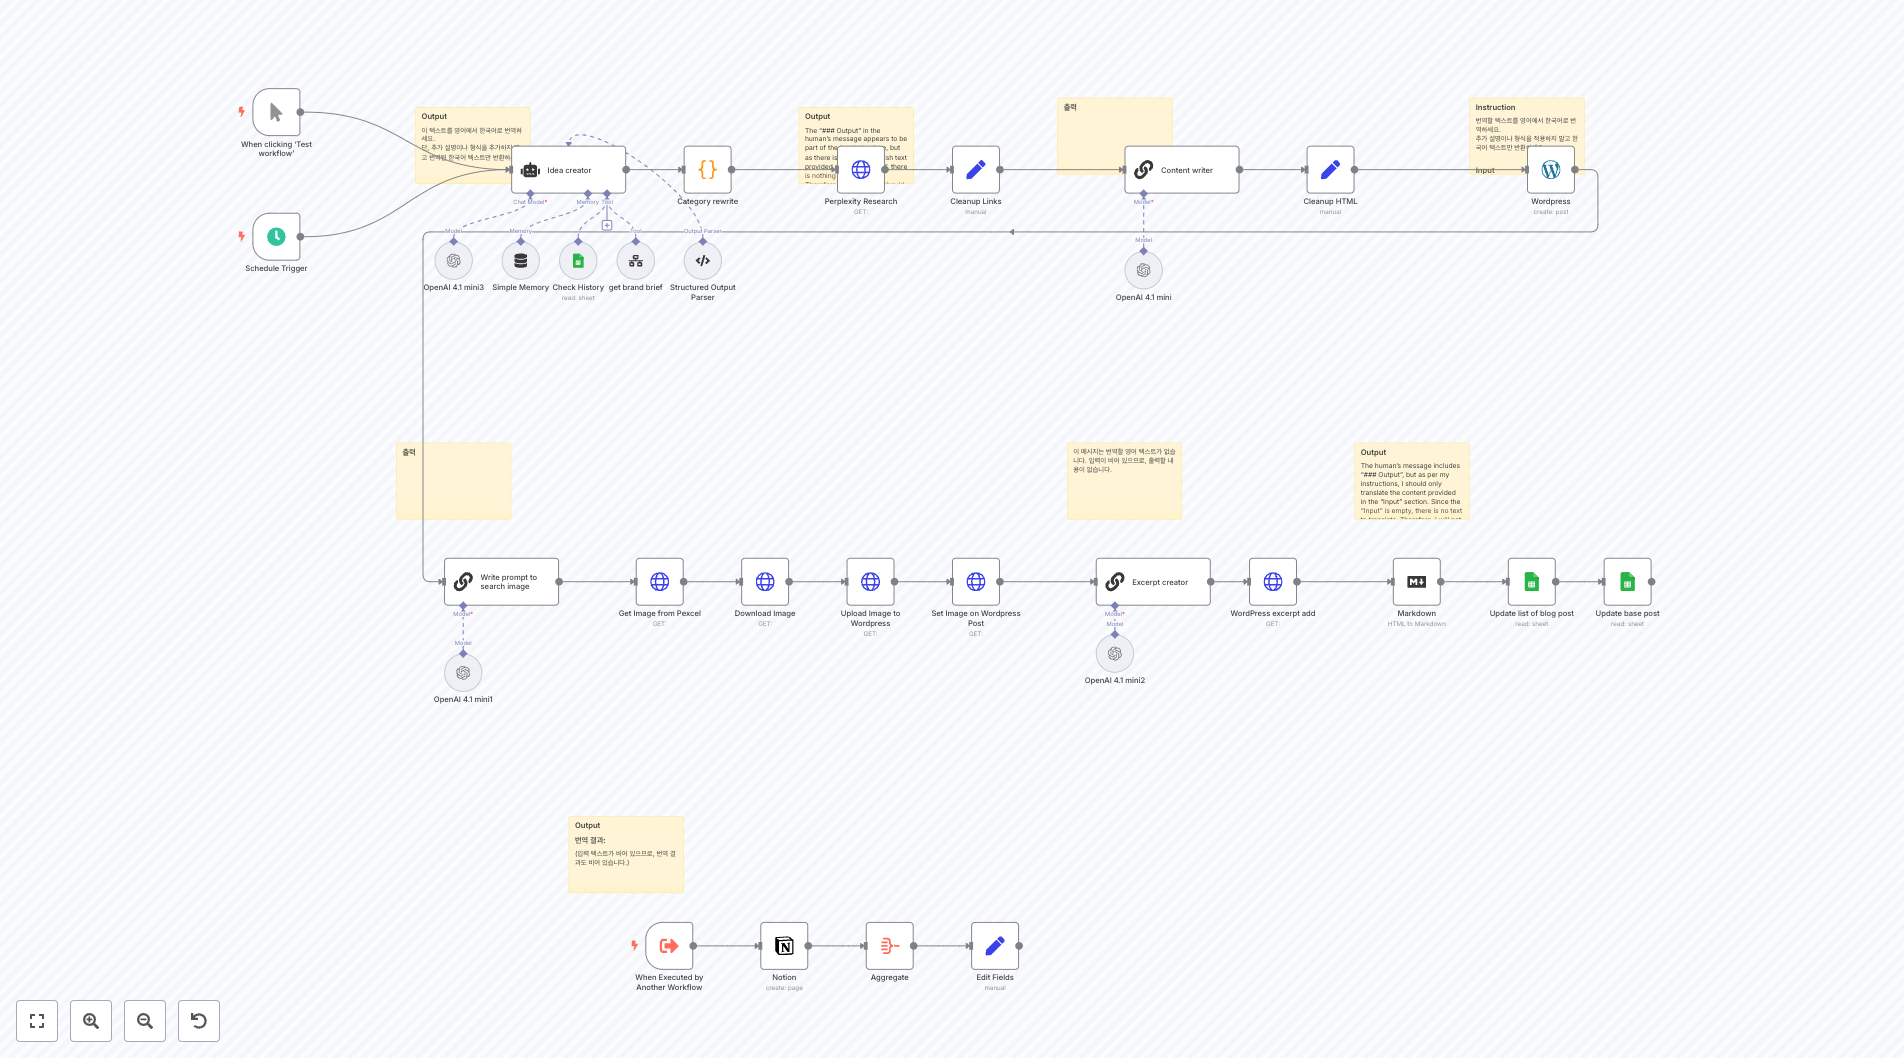 When clicking 'Test
workflow'
Schedule Trigger
Output
이 텍스트를 영어에서 한국어로 번역하
세요.
단, 추가 설명이나 형식을 추가하지
고 번역된 한국어 텍스트만 반환하
Idea creator
Chat Model*
Memory
Tool
Category rewrite
Output
The "### Output" in the
human's message appears to be
part of the
, but
as there is
sh text
provided
there
is nothing
should
Perplexity Research
GET:
Cleanup Links
manual
출력
Content writer
Model*
Cleanup HTML
manual
Instruction
번역할 텍스트를 영어에서 한국어로 번
역하세요.
추가 설명이나 형식을 적용하지 말고 한
국어 텍스트만 반환
Input
Wordpress
create: post
Model
Memory
Tool
Output Parser
Model
OpenAI 4.1 mini3
Simple Memory
Check History
read: sheet
get brand brief
Structured Output
Parser
OpenAI 4.1 mini
출력
이 메시지는 번역할 영어 텍스트가 없습
니다. 입력이 비어 있으므로, 출력할 내
용이 없습니다.
Output
The human's message includes
"### Output", but as per my
instructions, I should only
translate the content provided
in the "Input" section. Since the
"Input" is empty, there is no text
Write prompt to
search image
Model*
Model
OpenAI 4.1 mini1
Get Image from Pexcel
GET:
Download Image
GET:
Upload Image to
Wordpress
GET:
Set Image on Wordpress
Post
GET:
Excerpt creator
Model*
Model
OpenAI 4.1 mini2
WordPress excerpt add
GET:
Markdown
HTML to Markdown
Update list of blog post
read: sheet
Update base post
read: sheet
Output
번역 결과:
(입력 텍스트가 비어 있으므로, 번역 결
과도 비어 있습니다.)
When Executed by
Another Workflow
Notion
create: page
Aggregate
Edit Fields
manual